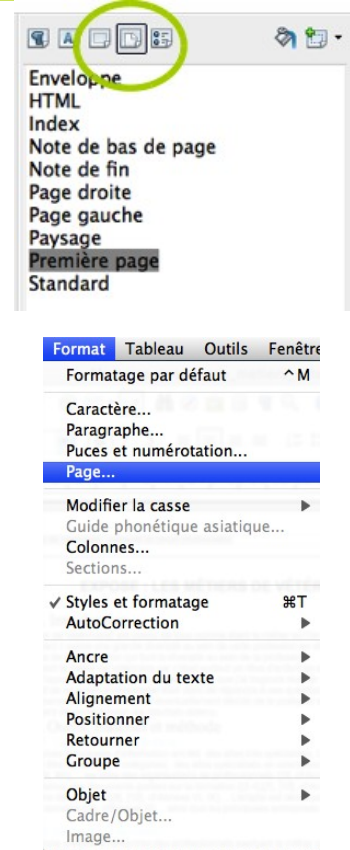 Enveloppe
HTML
Index
Note de bas de page
Note de fin
Page droite
Page gauche
Paysage
Première page
Standard
Format Tableau Outils Fenêtre
Formatage par défaut ^M
Caractère...
Paragraphe...
Puces et numérotation...
Page...
Modifier la casse
Guide phonétique asiatique...
Colonnes...
Sections...
✓ Styles et formatage ⌘T
AutoCorrection
Ancre
Adaptation du texte
Alignement
Positionner
Retourner
Groupe
Objet
Cadre/Objet...
Image...